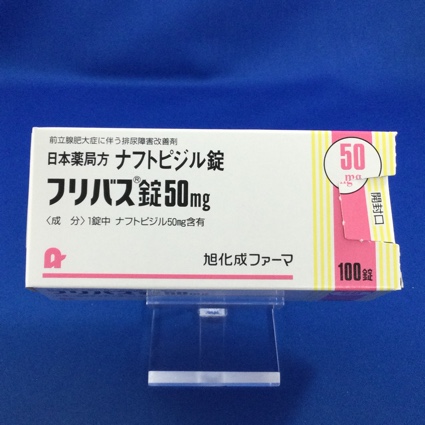 前立腺肥大症に伴う排尿障害改善剤
日本薬局方 ナフトピジル錠
フリバス®錠50mg
〈成 分〉1錠中 ナフトピジル50mg含有
旭化成ファーマ
50
mg
開封口
100錠